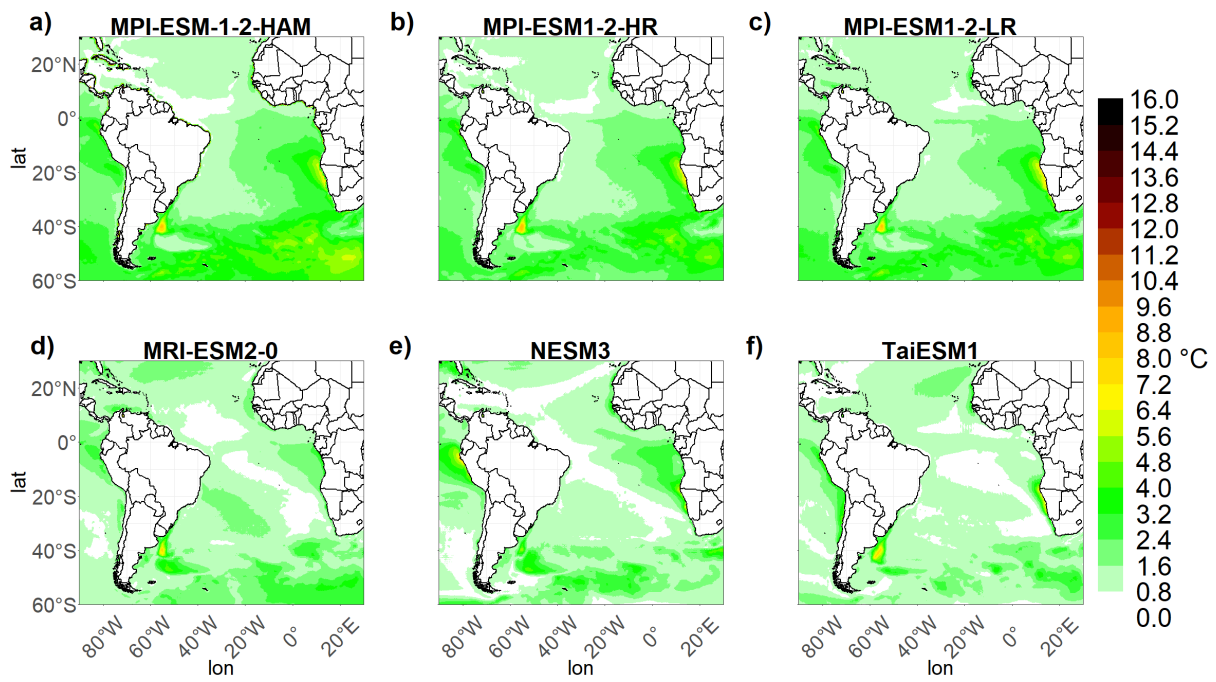 a) MPI-ESM-1-2-HAM
b) MPI-ESM1-2-HR
c) MPI-ESM1-2-LR
20°N
0°
20°S
40°S
60°S
lat
d) MRI-ESM2-0
e) NESM3
f) TaiESM1
20°N
0°
20°S
40°S
60°S
lat
80°W 60°W 40°W 20°W 0° 20°E
80°W 60°W 40°W 20°W 0° 20°E
80°W 60°W 40°W 20°W 0° 20°E
lon
lon
lon
16.0
15.2
14.4
13.6
12.8
12.0
11.2
10.4
9.6
8.8
8.0
7.2
6.4
5.6
4.8
4.0
3.2
2.4
1.6
0.8
0.0
°C